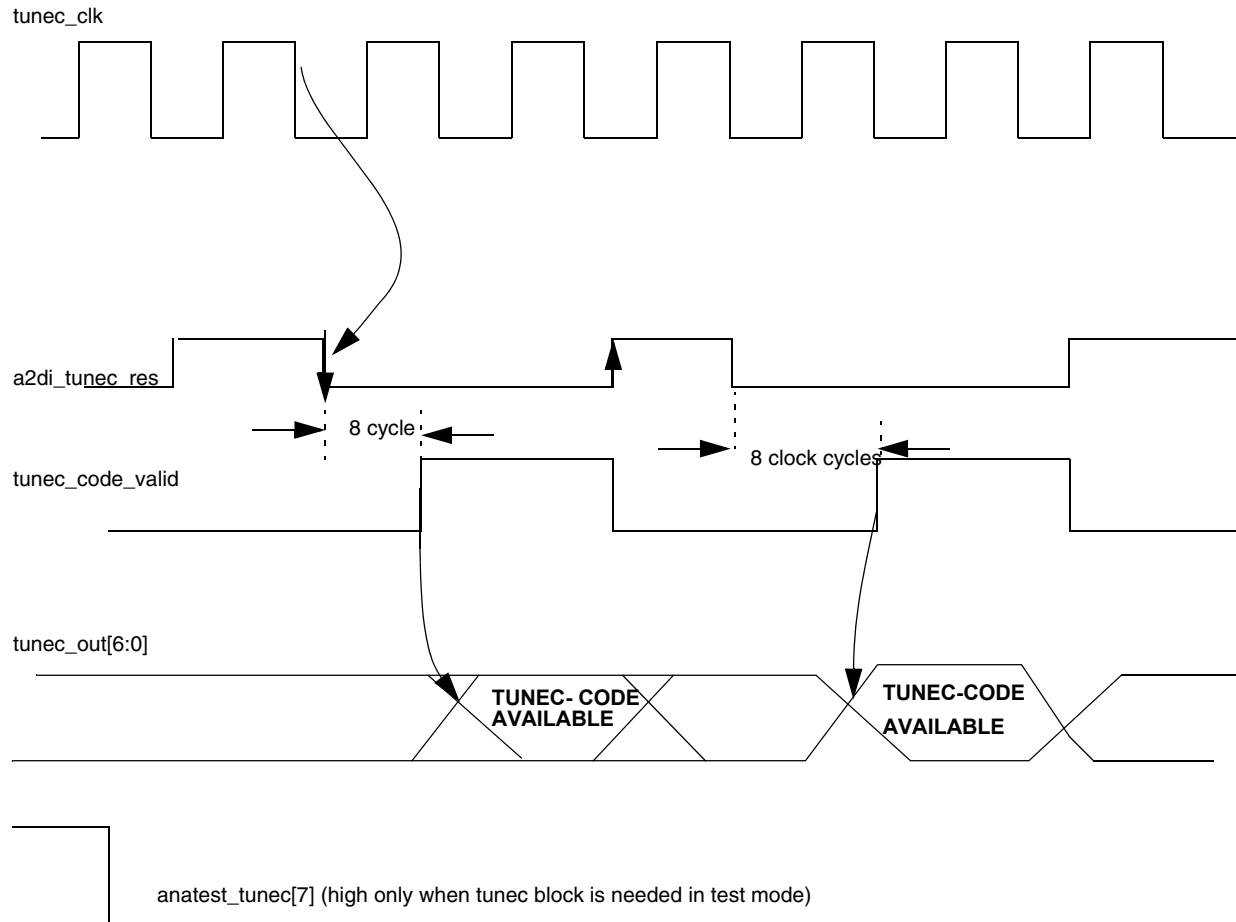 tunec_clk
a2di_tunec_res
8 cycle
8 clock cycles
tunec_code_valid
tunec_out[6:0]
TUNEC- CODE
AVAILABLE
TUNEC-CODE
AVAILABLE
anatest_tunec[7] (high only when tunec block is needed in test mode)